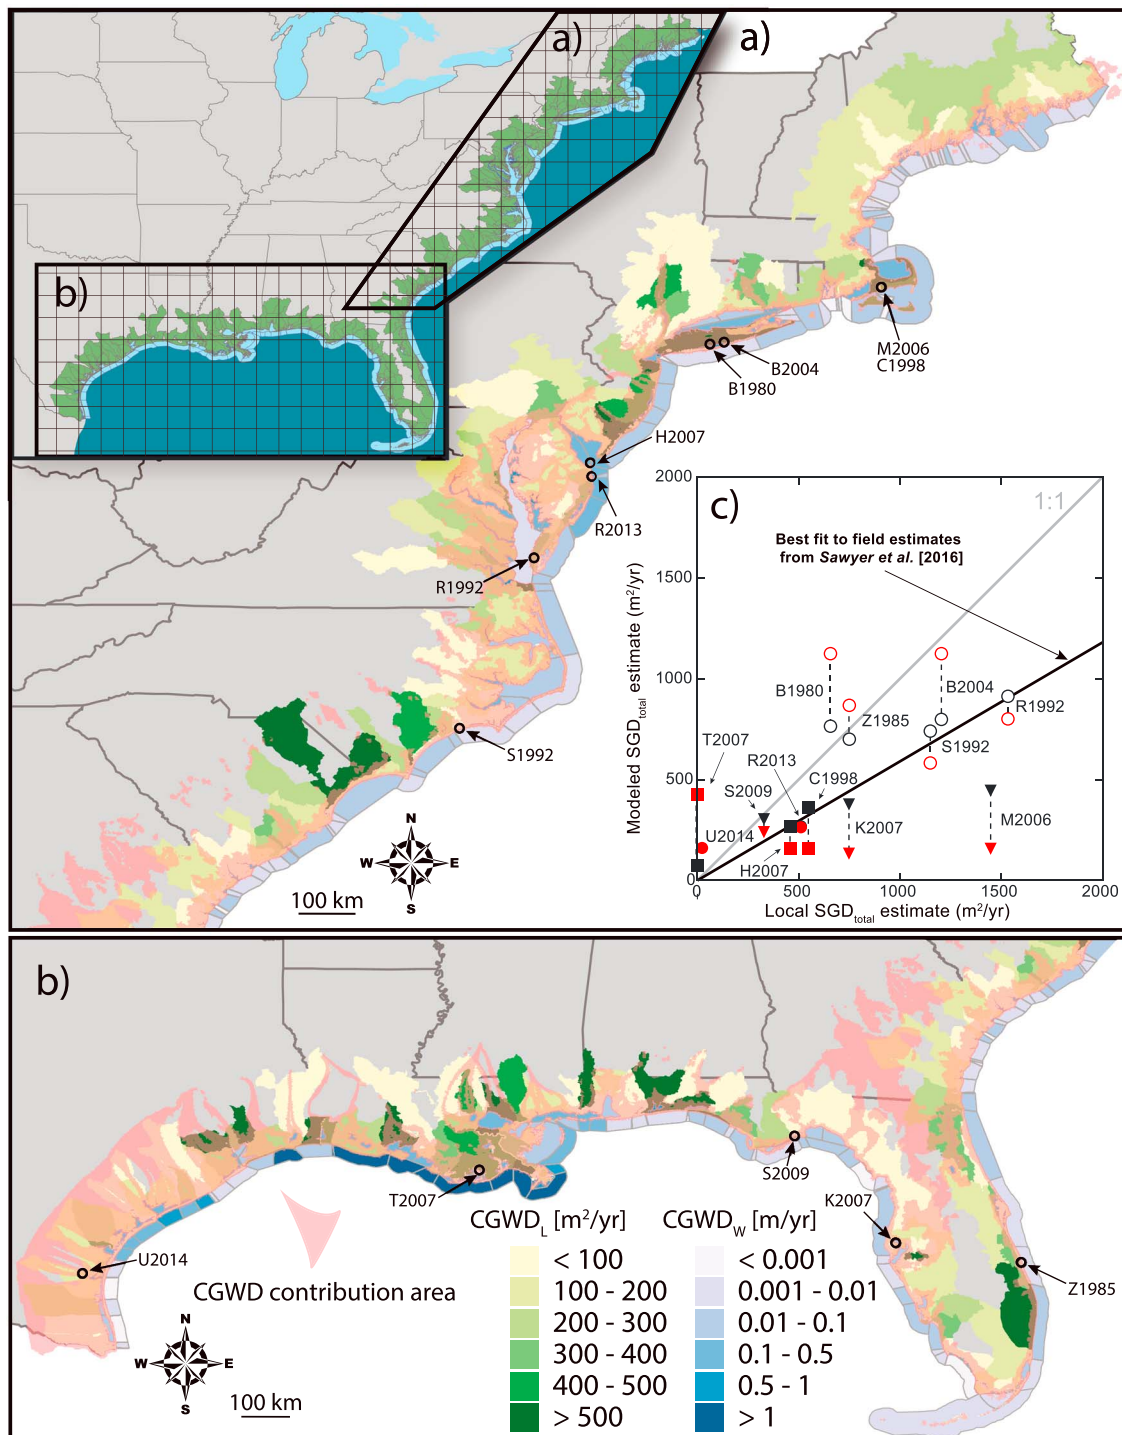 a)
a)
b)
M2006
C1998
B2004
B1980
H2007
R2013
R1992
S1992
N
W
E
S
100 km
c)
2000
1:1
Best fit to field estimates
from Sawyer et al. [2016]
1500
1000
500
0
Modeled SGDtotal estimate (m²/yr)
B1980
Z1985
B2004
R1992
S1992
T2007
R2013
S2009
C1998
K2007
M2006
U2014
H2007
0
500
1000
1500
2000
Local SGDtotal estimate (m²/yr)
b)
T2007
S2009
K2007
U2014
Z1985
CGWD contribution area
N
W
E
S
100 km
CGWDL [m²/yr]
< 100
100 - 200
200 - 300
300 - 400
400 - 500
> 500
CGWDW [m/yr]
< 0.001
0.001 - 0.01
0.01 - 0.1
0.1 - 0.5
0.5 - 1
> 1